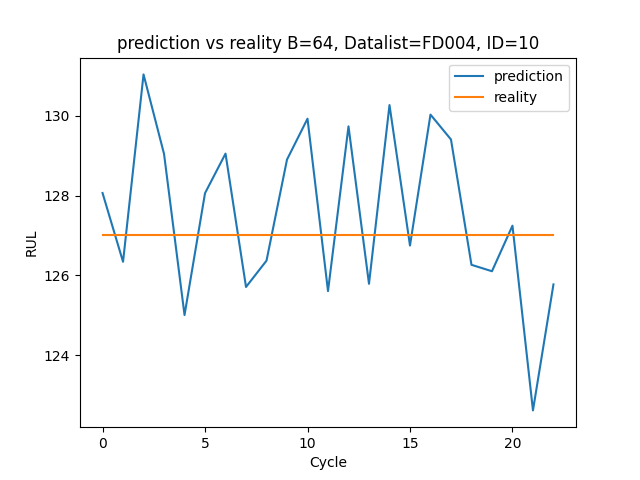 prediction vs reality B=64, Datalist=FD004, ID=10
prediction
reality
130
128
126
124
RUL
0 5 10 15 20
Cycle